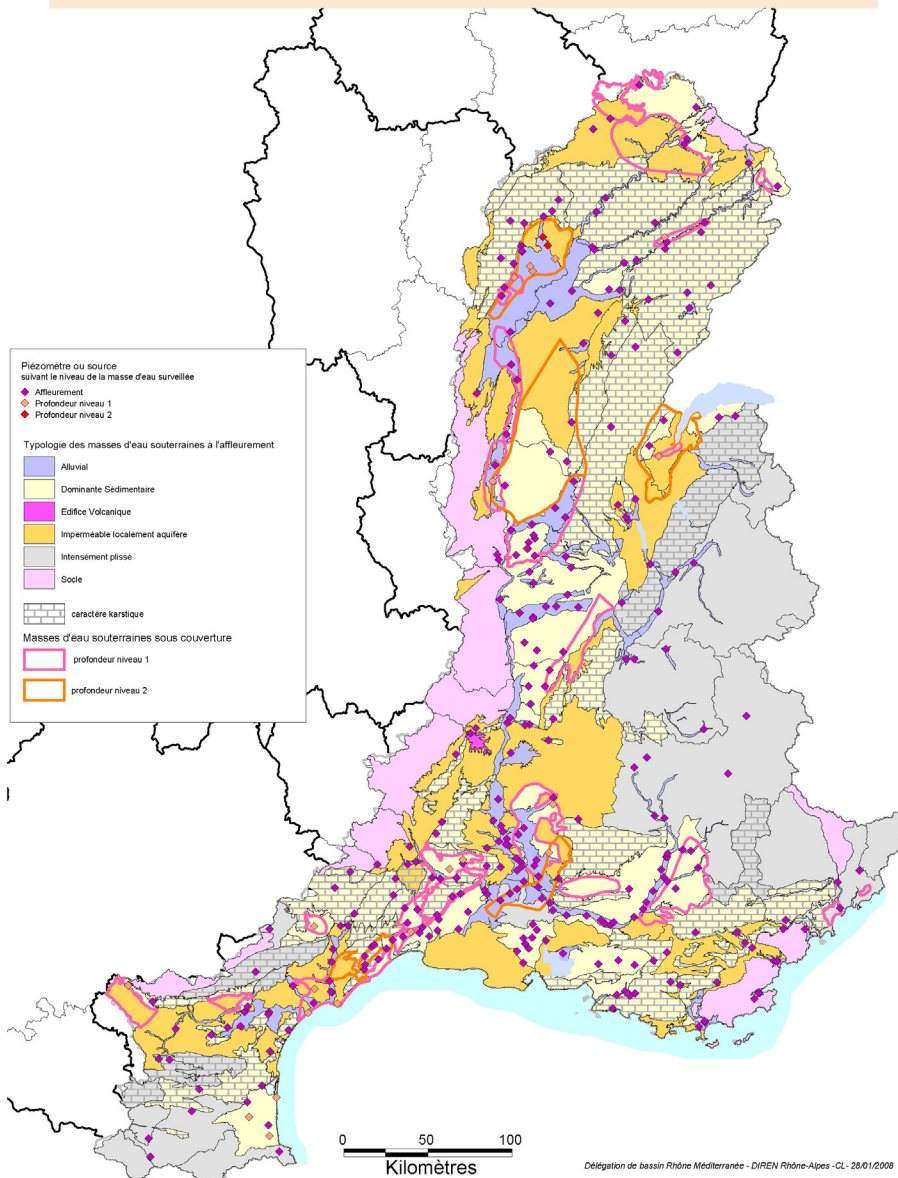 Piézomètre ou source
suivant le niveau de la masse d'eau surveillée
Affleurement
Profondeur niveau 1
Profondeur niveau 2
Typologie des masses d'eau souterraines à l'affleurement
Alluvial
Dominante Sédimentaire
Edifice Volcanique
Imperméable localement aquifère
Intensément plissé
Socle
caractère karstique
Masses d'eau souterraines sous couverture
profondeur niveau 1
profondeur niveau 2
0 50 100
Kilomètres
Délégation de bassin Rhône Méditerranée - DIREN Rhône-Alpes -CL- 28/01/2008